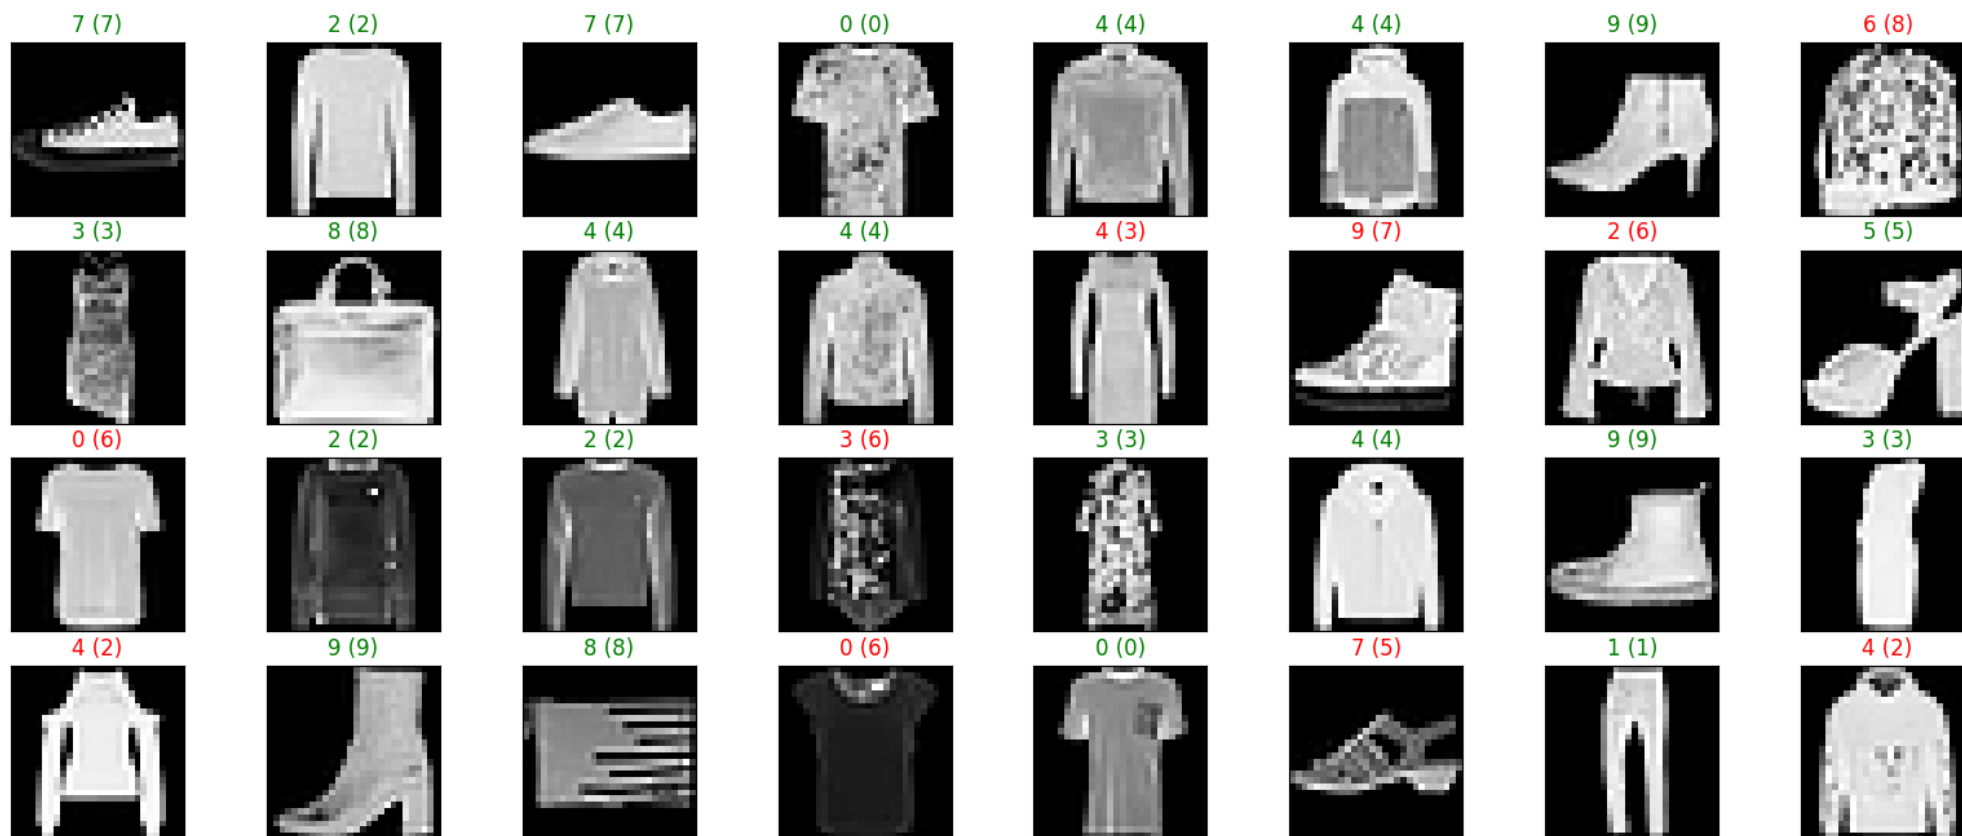 7 (7) 2 (2) 7 (7) 0 (0) 4 (4) 4 (4) 9 (9) 6 (8)
3 (3) 8 (8) 4 (4) 4 (4) 4 (3) 9 (7) 2 (6) 5 (5)
0 (6) 2 (2) 2 (2) 3 (6) 3 (3) 4 (4) 9 (9) 3 (3)
4 (2) 9 (9) 8 (8) 0 (6) 0 (0) 7 (5) 1 (1) 4 (2)